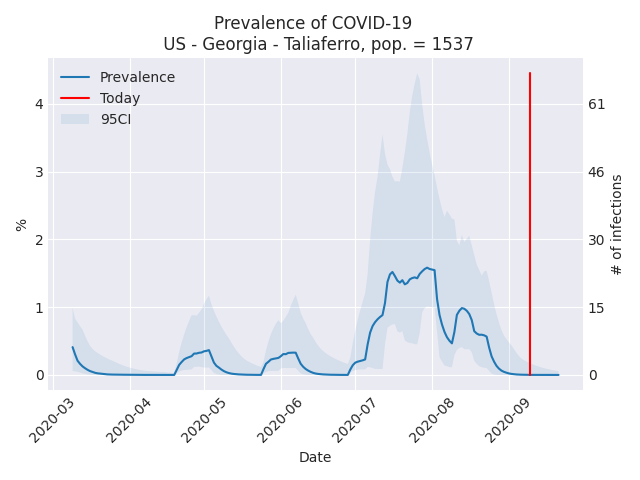 Prevalence of COVID-19
US - Georgia - Taliaferro, pop. = 1537
Prevalence
Today
95CI
%
4
3
2
1
0
# of infections
61
46
30
15
0
2020-03
2020-04
2020-05
2020-06
2020-07
2020-08
2020-09
Date